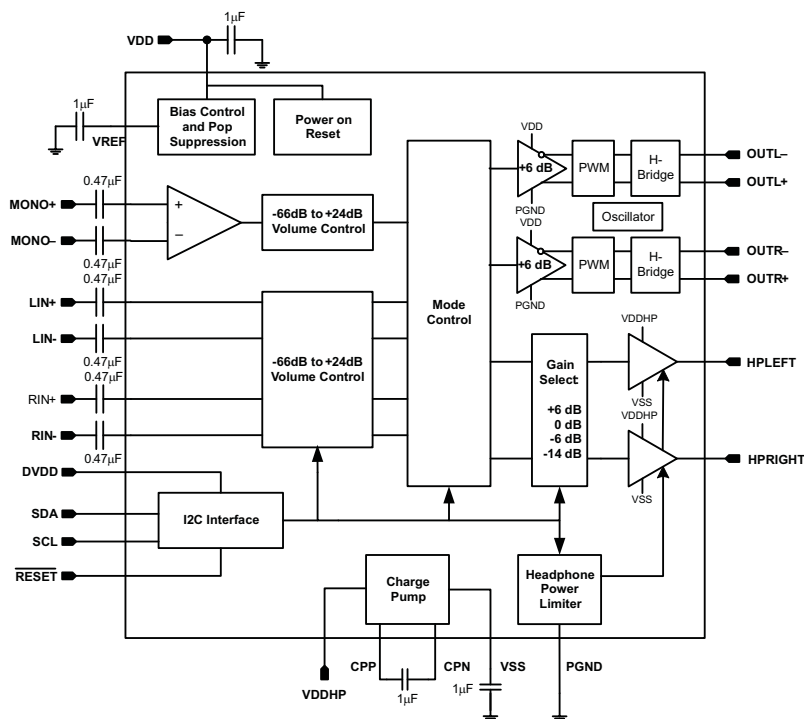 1μF
VDD
1μF
VREF
Bias Control
and Pop
Suppression
Power on
Reset
0.47μF
MONO+
MONO–
0.47μF
+
–
-66dB to +24dB
Volume Control
0.47μF
LIN+
LIN-
0.47μF
0.47μF
RIN+
RIN-
0.47μF
-66dB to +24dB
Volume Control
DVDD
SDA
SCL
RESET
I2C Interface
Mode
Control
VDD
+6 dB
PGND
PWM
H-
Bridge
OUTL–
OUTL+
Oscillator
VDD
+6 dB
PGND
PWM
H-
Bridge
OUTR–
OUTR+
Gain
Select:
+6 dB
0 dB
-6 dB
-14 dB
VDDHP
VSS
HPLEFT
VDDHP
VSS
HPRIGHT
Charge
Pump
Headphone
Power
Limiter
VDDHP
CPP
CPN
1μF
VSS
1μF
PGND